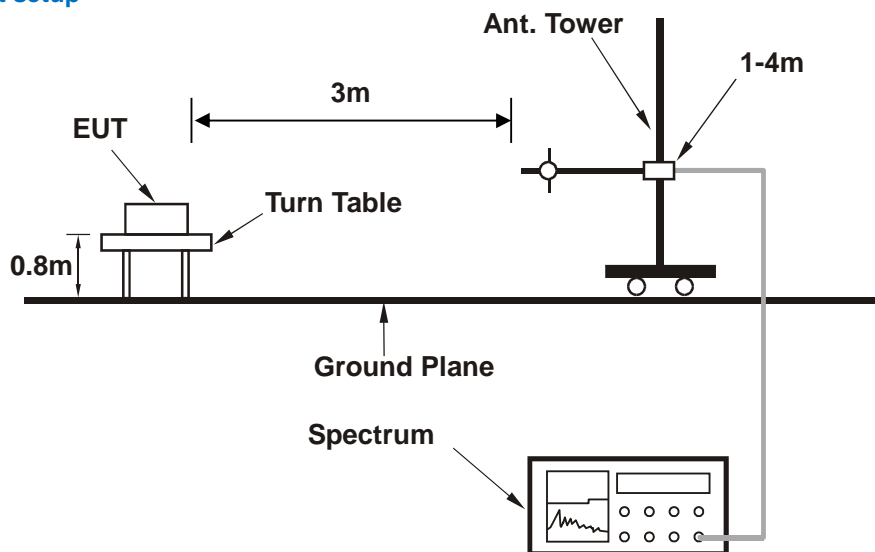 setup
Ant. Tower
1-4m
3m
EUT
Turn Table
0.8m
Ground Plane
Spectrum